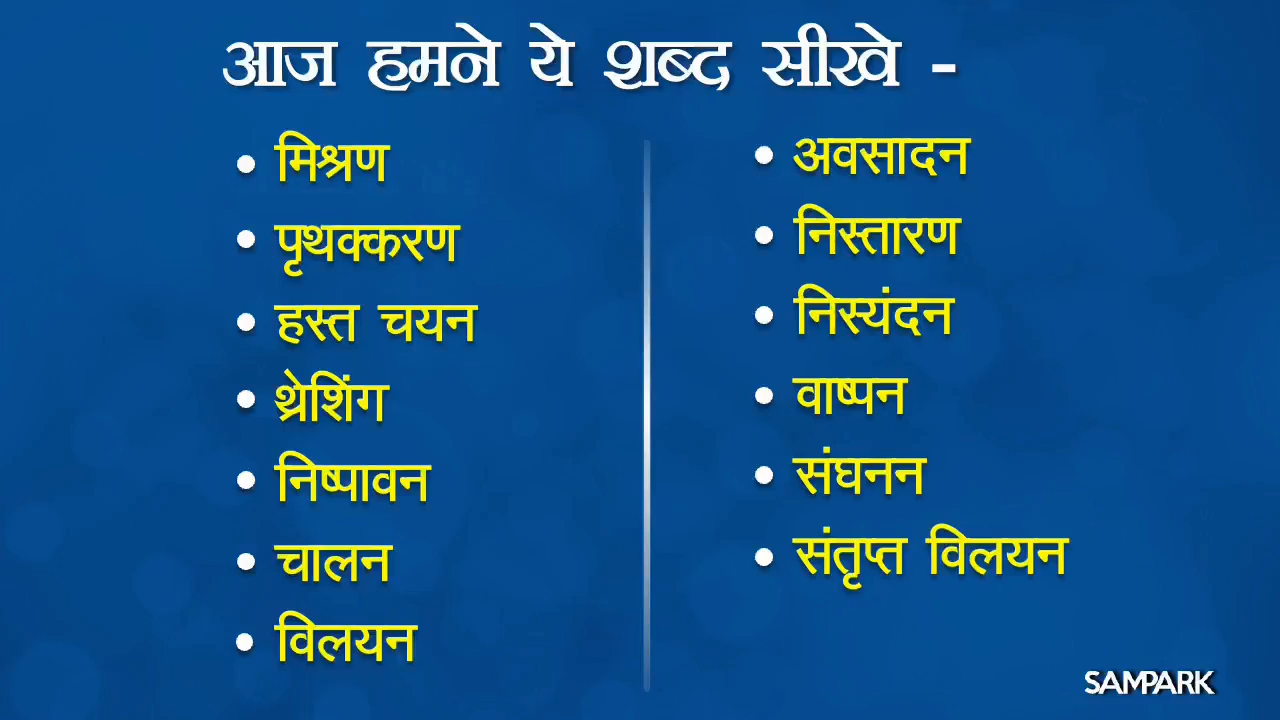 आज हमने ये शब्द सीखे -
• मिश्रण
• पृथक्करण
• हस्त चयन
• थ्रेशिंग
• निष्पावन
• चालन
• विलयन
• अवसादन
• निस्तारण
• निस्यंदन
• वाष्पन
• संघनन
• संतृप्त विलयन
SAMPARK